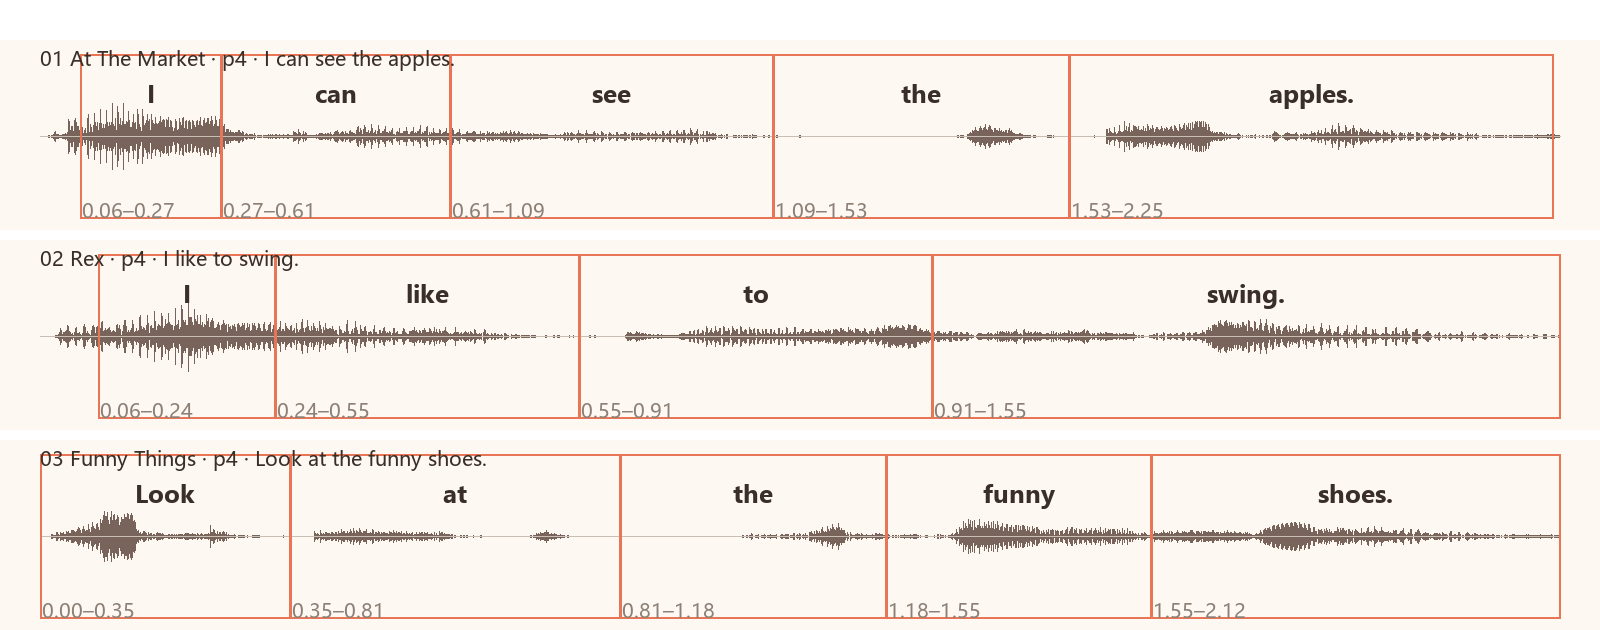 01 At The Market · p4 · I can see the apples.
I can see the apples.
0.06–0.27 0.27–0.61 0.61–1.09 1.09–1.53 1.53–2.25
02 Rex · p4 · I like to swing.
I like to swing.
0.06–0.24 0.24–0.55 0.55–0.91 0.91–1.55
03 Funny Things · p4 · Look at the funny shoes.
Look at the funny shoes.
0.00–0.35 0.35–0.81 0.81–1.18 1.18–1.55 1.55–2.12